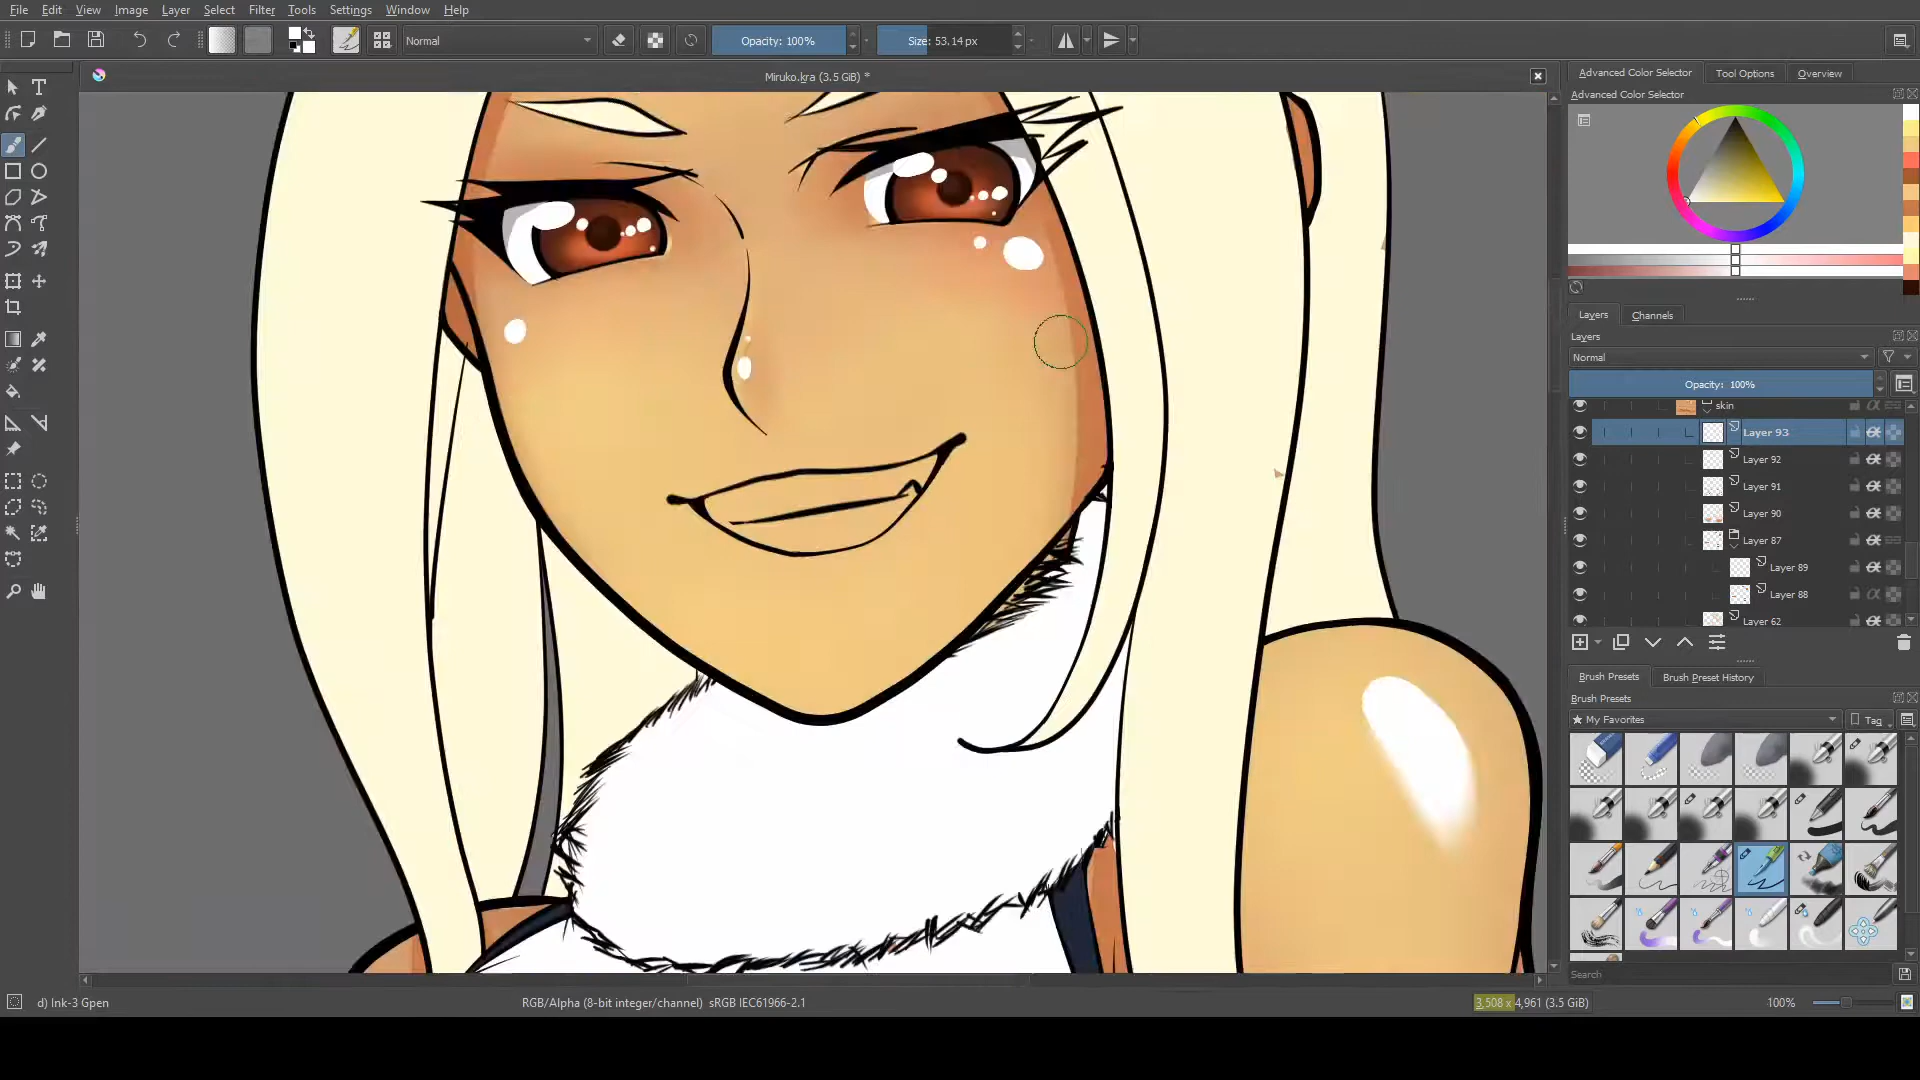 File Edit View Image Layer Select Filter Tools Settings Window Help
Normal
Opacity: 100%
Size: 53.14 px
Miruko.kra (3.5 GiB) *
Advanced Color Selector
Tool Options
Overview
Advanced Color Selector
Layers
Channels
Layers
Normal
Opacity: 100%
skin
Layer 93
Layer 92
Layer 91
Layer 90
Layer 87
Layer 89
Layer 88
Layer 62
Brush Presets
Brush Preset History
Brush Presets
★ My Favorites
Tag
Search
d) Ink-3 Gpen
RGB/Alpha (8-bit integer/channel) sRGB IEC61966-2.1
3,508 x 4,961 (3.5 GiB)
100%